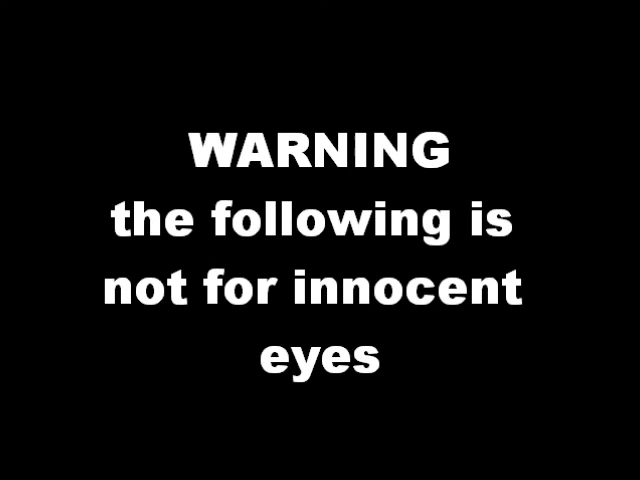 WARNING
the following is
not for innocent
eyes